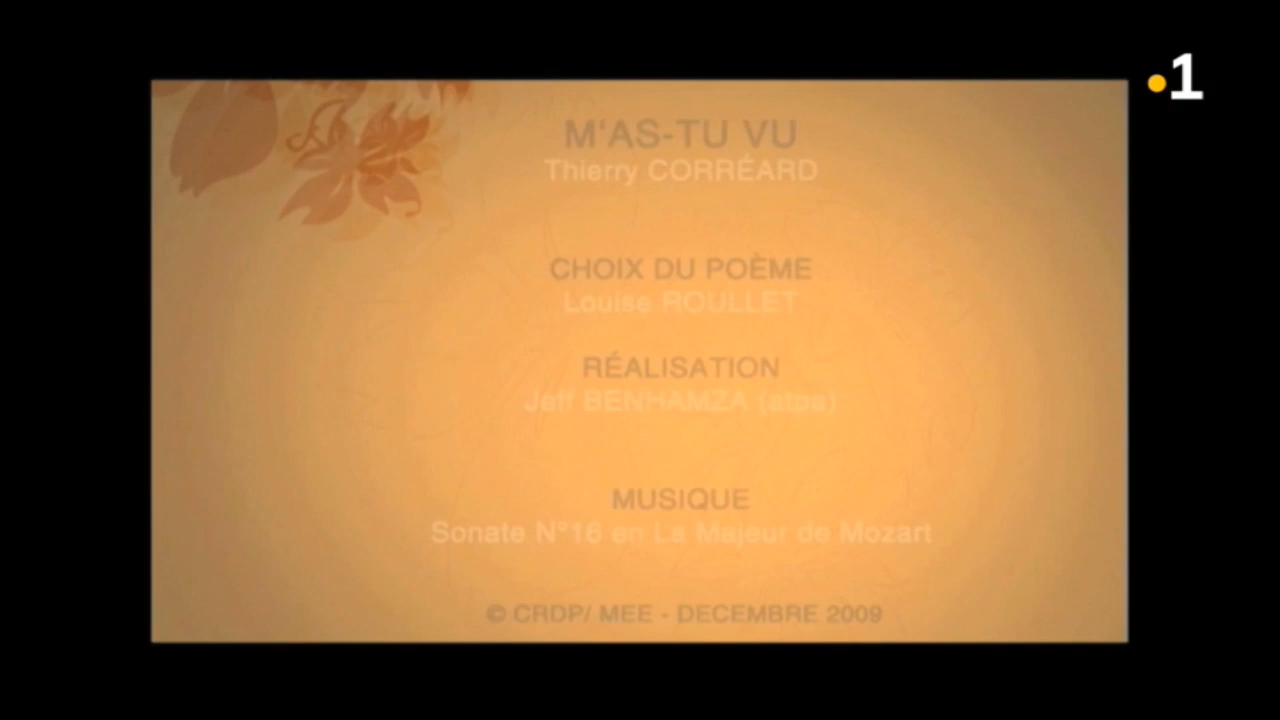 1
M'AS-TU VU
Thierry CORRÉARD
CHOIX DU POÈME
Louise ROULLET
RÉALISATION
Jeff BENHAMZA (atpa)
MUSIQUE
Sonate N°16 en La Majeur de Mozart
© CRDP/ MEE - DECEMBRE 2009